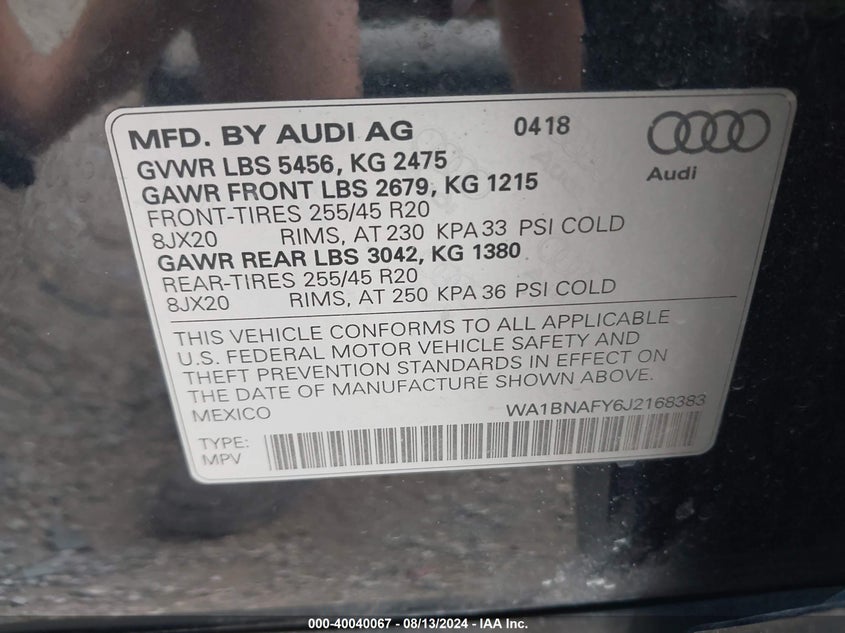 MFD. BY AUDI AG 0418
Audi
GVWR LBS 5456, KG 2475
GAWR FRONT LBS 2679, KG 1215
FRONT-TIRES 255/45 R20
8JX20 RIMS, AT 230 KPA 33 PSI COLD
GAWR REAR LBS 3042, KG 1380
REAR-TIRES 255/45 R20
8JX20 RIMS, AT 250 KPA 36 PSI COLD
THIS VEHICLE CONFORMS TO ALL APPLICABLE
U.S. FEDERAL MOTOR VEHICLE SAFETY AND
THEFT PREVENTION STANDARDS IN EFFECT ON
THE DATE OF MANUFACTURE SHOWN ABOVE.
MEXICO WA1BNAFY6J2168383
TYPE:
MPV
000-40040067 - 08/13/2024 - IAA Inc.